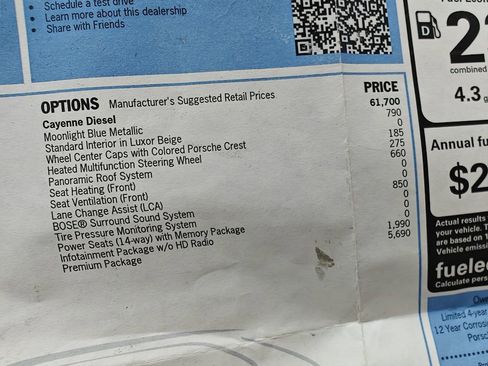 Schedule a test drive
Learn more about this dealership
Share with Friends
OPTIONS Manufacturer's Suggested Retail Prices PRICE
Cayenne Diesel 61,700
Moonlight Blue Metallic 790
Standard Interior in Luxor Beige 0
Wheel Center Caps with Colored Porsche Crest 185
Heated Multifunction Steering Wheel 275
Panoramic Roof System 660
Seat Heating (Front) 0
Seat Ventilation (Front) 850
Lane Change Assist (LCA) 0
BOSE® Surround Sound System 0
Tire Pressure Monitoring System 0
Power Seats (14-way) with Memory Package 1,990
Infotainment Package w/o HD Radio 5,690
Premium Package
combined
4.3
Annual fu
$2
Actual results
your vehicle. T
are based on 1
Vehicle emissi
fuelec
Calculate pers
Limited 4-year
12 Year Corrosi
Porsc